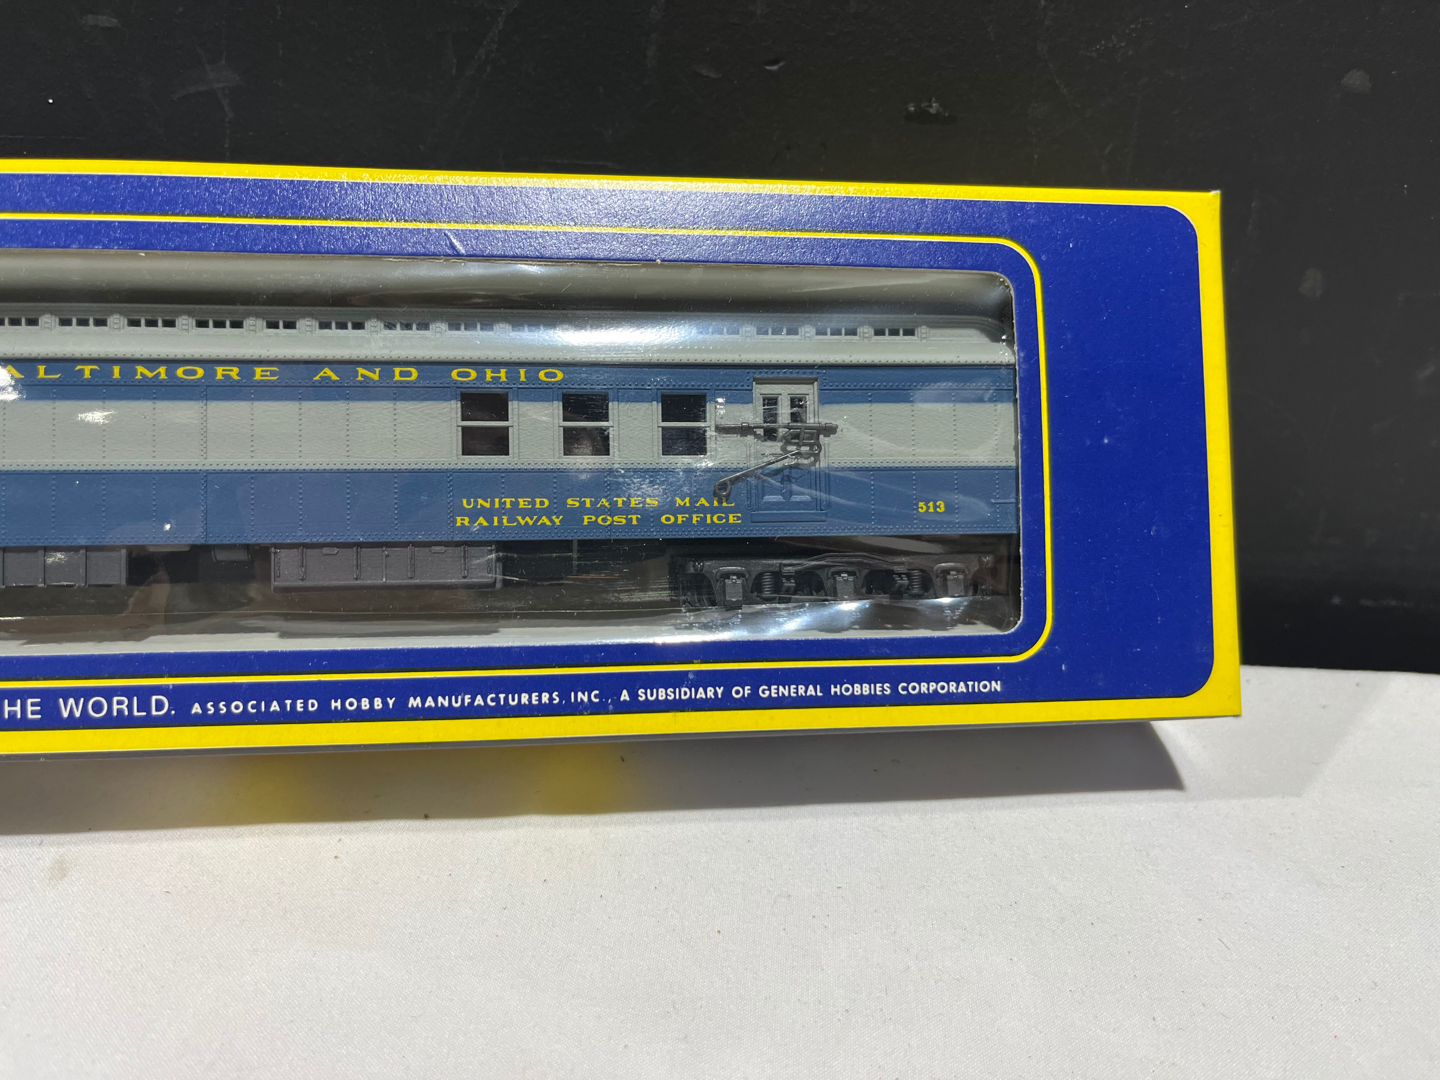 ALTIMORE AND OHIO
UNITED STATES MAIL
RAILWAY POST OFFICE
513
HE WORLD. ASSOCIATED HOBBY MANUFACTURERS, INC., A SUBSIDIARY OF GENERAL HOBBIES CORPORATION